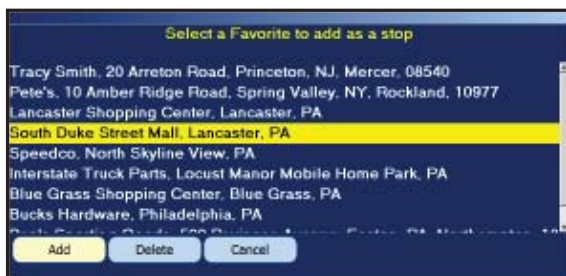 Select a Favorite to add as a stop
Tracy Smith, 20 Arreton Road, Princeton, NJ, Mercer, 08540
Pete's, 10 Amber Ridge Road, Spring Valley, NY, Rockland, 10977
Lancaster Shopping Center, Lancaster, PA
South Duke Street Mall, Lancaster, PA
Speedco, North Skyline View, PA
Interstate Truck Parts, Locust Manor Mobile Home Park, PA
Blue Grass Shopping Center, Blue Grass, PA
Bucks Hardware, Philadelphia, PA
Add Delete Cancel